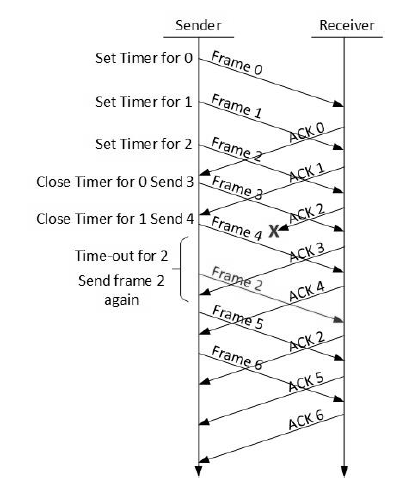 Sender
Receiver
Set Timer for 0
Frame 0
Set Timer for 1
Frame 1
ACK 0
Set Timer for 2
Frame 2
ACK 1
Close Timer for 0 Send 3
Frame 3
ACK 2
Close Timer for 1 Send 4
Frame 4
X
ACK 3
Time-out for 2
Send frame 2
again
Frame 2
ACK 4
Frame 5
ACK 2
Frame 6
ACK 5
ACK 6